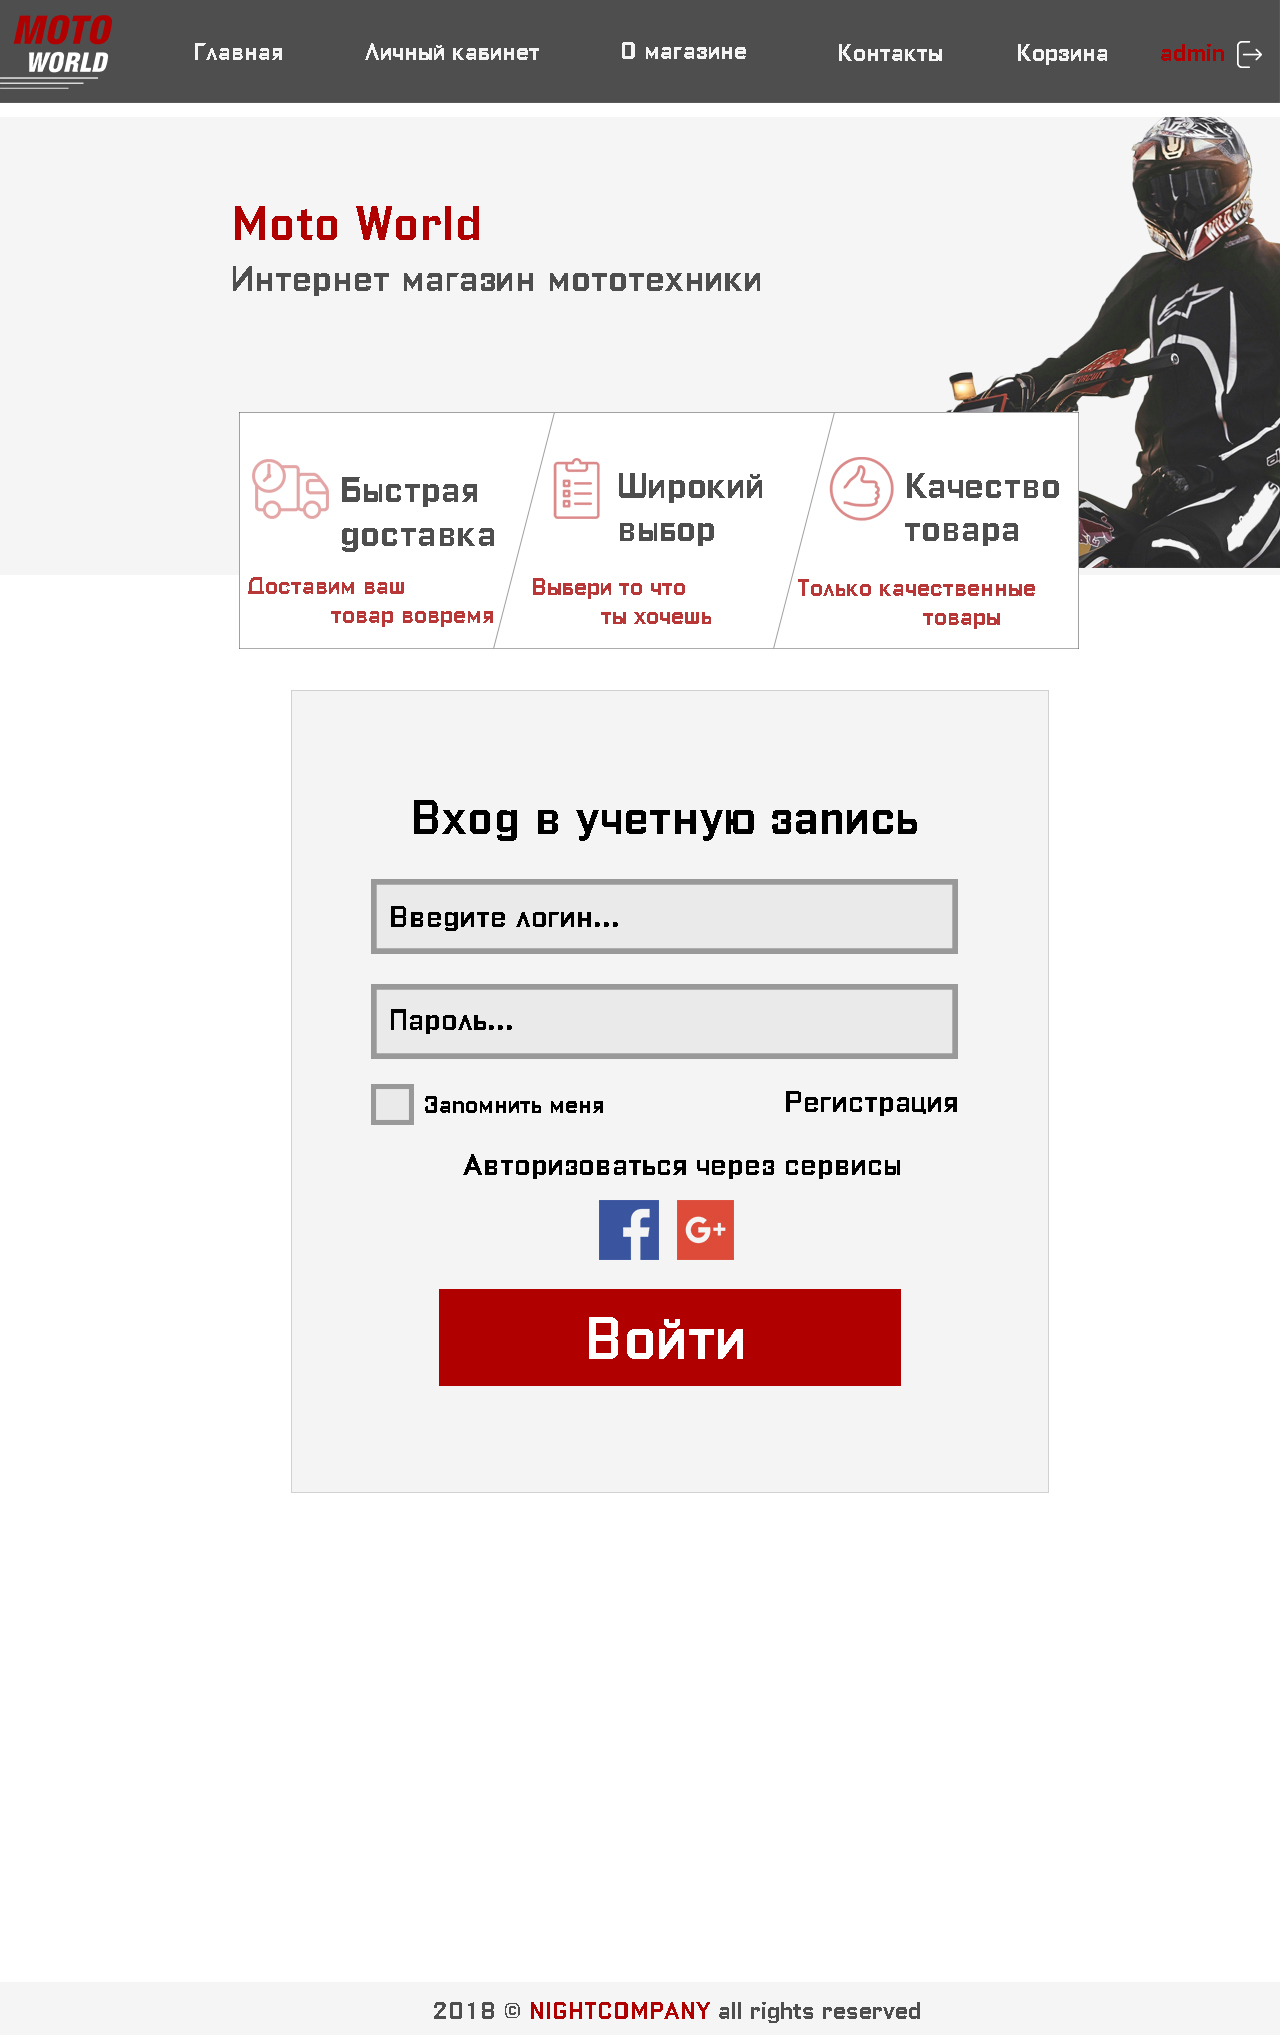 MOTO
WORLD
Главная
Личный кабинет
О магазине
Контакты
Корзина
admin
WILD W
Moto World
Интернет магазин мототехники
CIRCUIT
Быстрая
доставка
Доставим ваш
товар вовремя
Широкий
выбор
Выбери то что
ты хочешь
Качество
товара
Только качественные
товары
Вход в учетную запись
Введите логин...
Пароль...
Запомнить меня
Регистрация
Авторизоваться через сервисы
f
G+
Войти
2018 © NIGHTCOMPANY all rights reserved